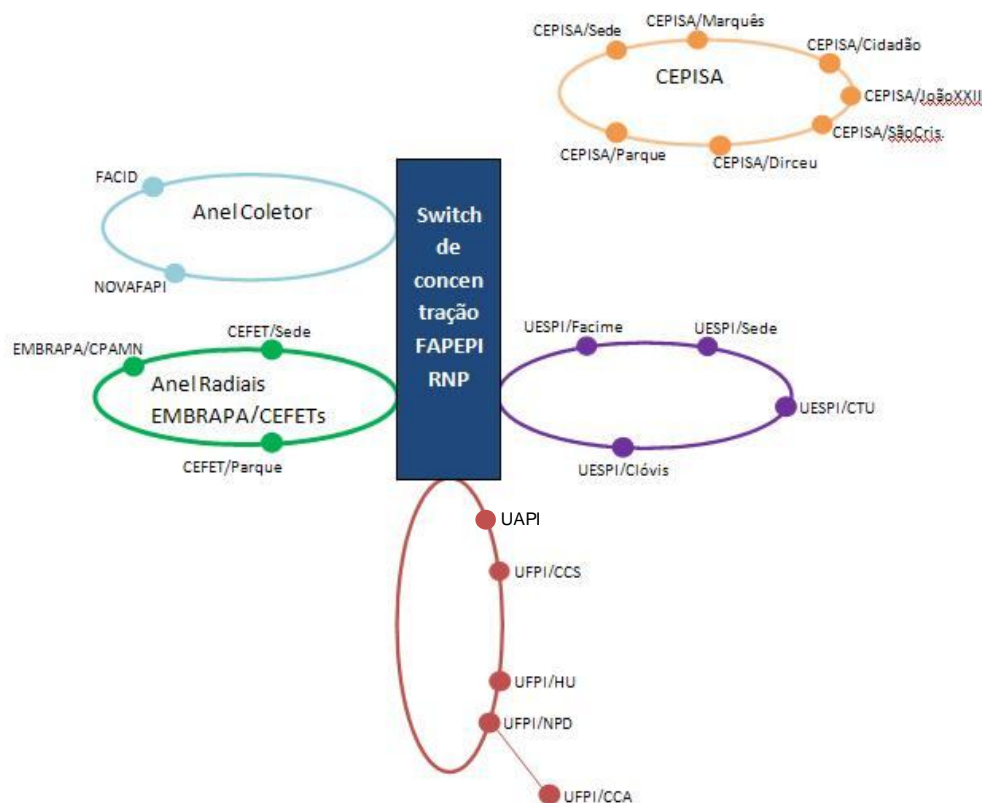 CEPISA/Marquês
CEPISA/Sede
CEPISA/Cidadão
CEPISA
CEPISA/JoãoXXII
CEPISA/SãoCris.
CEPISA/Parque
CEPISA/Dirceu
FACID
Anel Coletor
NOVAFAPI
Switch
de
concen
tração
FAPEPI
RNP
CEFET/Sede
EMBRAPA/CPAMN
Anel Radiais
EMBRAPA/CEFETs
CEFET/Parque
UESPI/Facime
UESPI/Sede
UESPI/CTU
UESPI/Clóvis
UAPI
UFPI/CCS
UFPI/HU
UFPI/NPD
UFPI/CCA